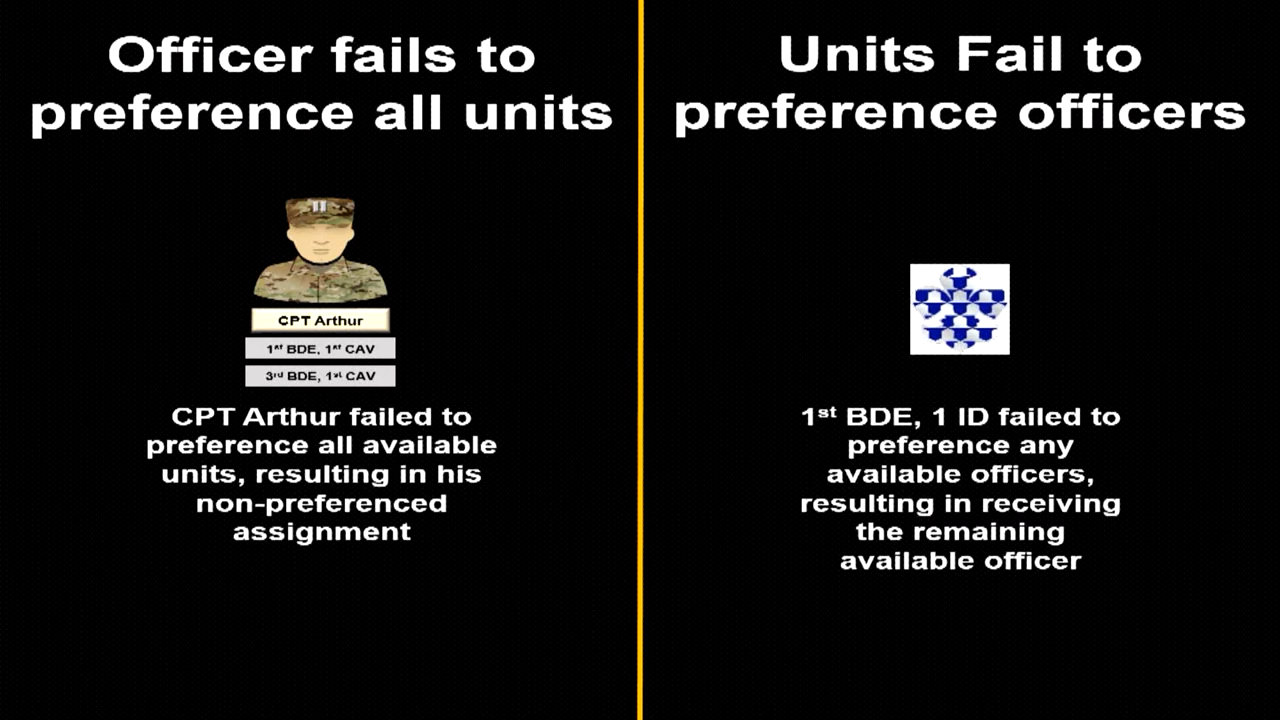 Officer fails to
preference all units
CPT Arthur
1st BDE, 1st CAV
3rd BDE, 1st CAV
CPT Arthur failed to
preference all available
units, resulting in his
non-preferenced
assignment
Units Fail to
preference officers
1st BDE, 1 ID failed to
preference any
available officers,
resulting in receiving
the remaining
available officer